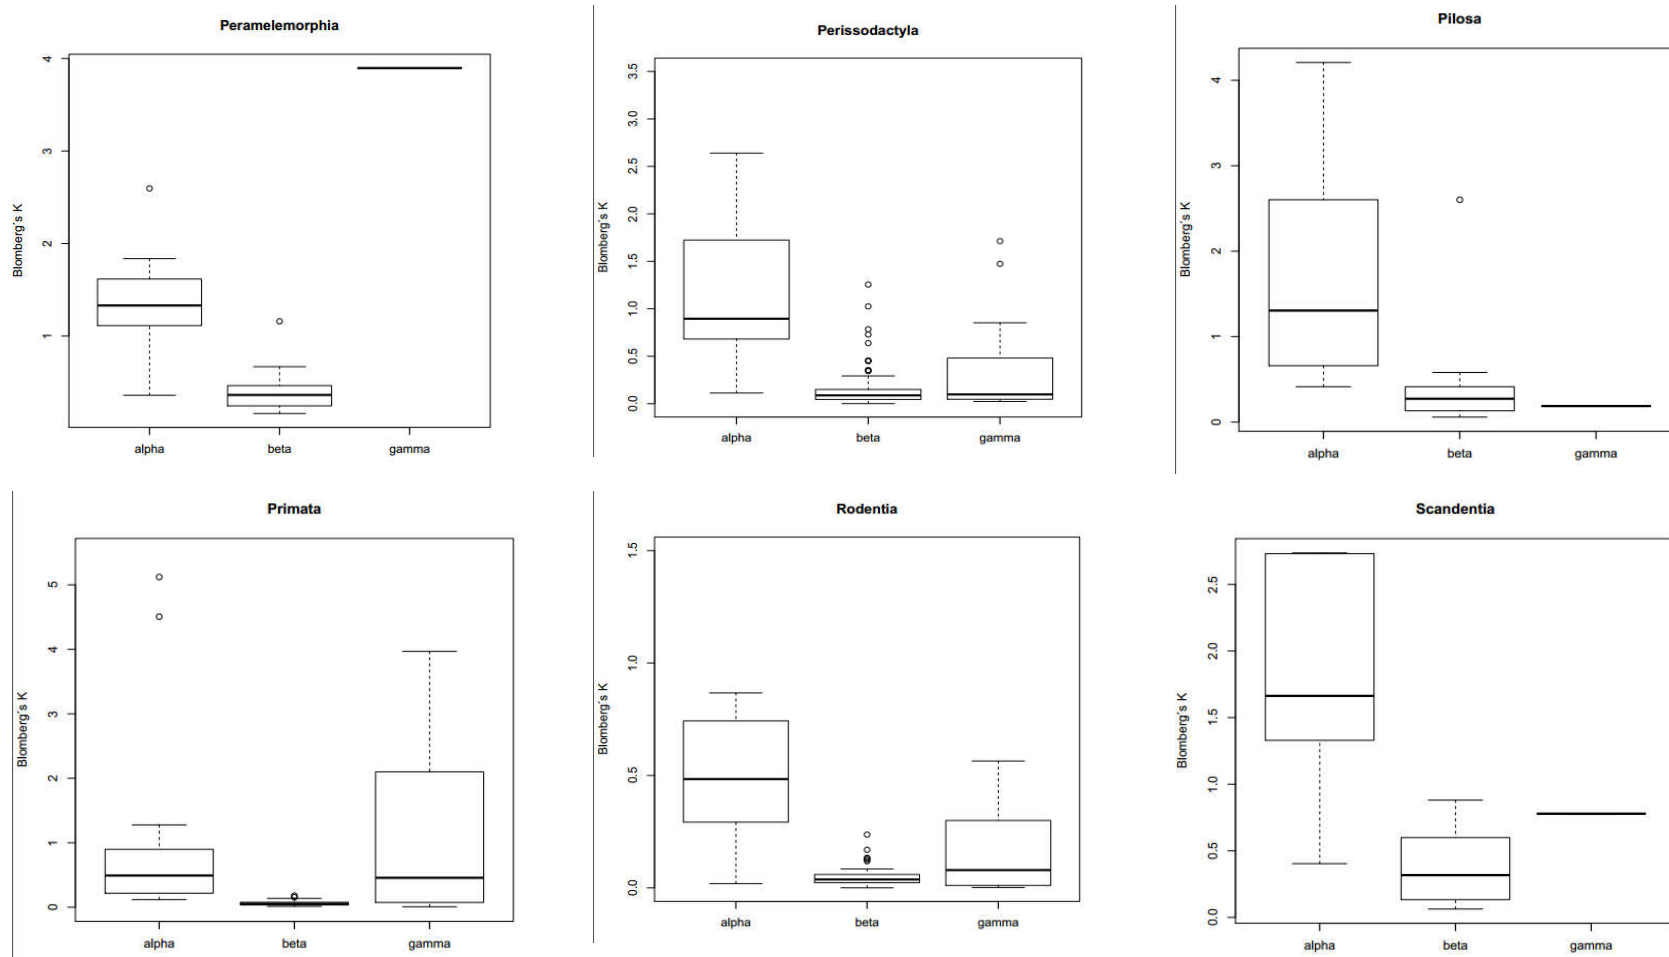 Peramelemorphia
Blomberg´s K
4
3
2
1
alpha beta gamma
Perissodactyla
Blomberg´s K
3.5
3.0
2.5
2.0
1.5
1.0
0.5
0.0
alpha beta gamma
Pilosa
Blomberg´s K
4
3
2
1
0
alpha beta gamma
Primata
Blomberg´s K
5
4
3
2
1
0
alpha beta gamma
Rodentia
Blomberg´s K
1.5
1.0
0.5
0.0
alpha beta gamma
Scandentia
Blomberg´s K
2.5
2.0
1.5
1.0
0.5
0.0
alpha beta gamma